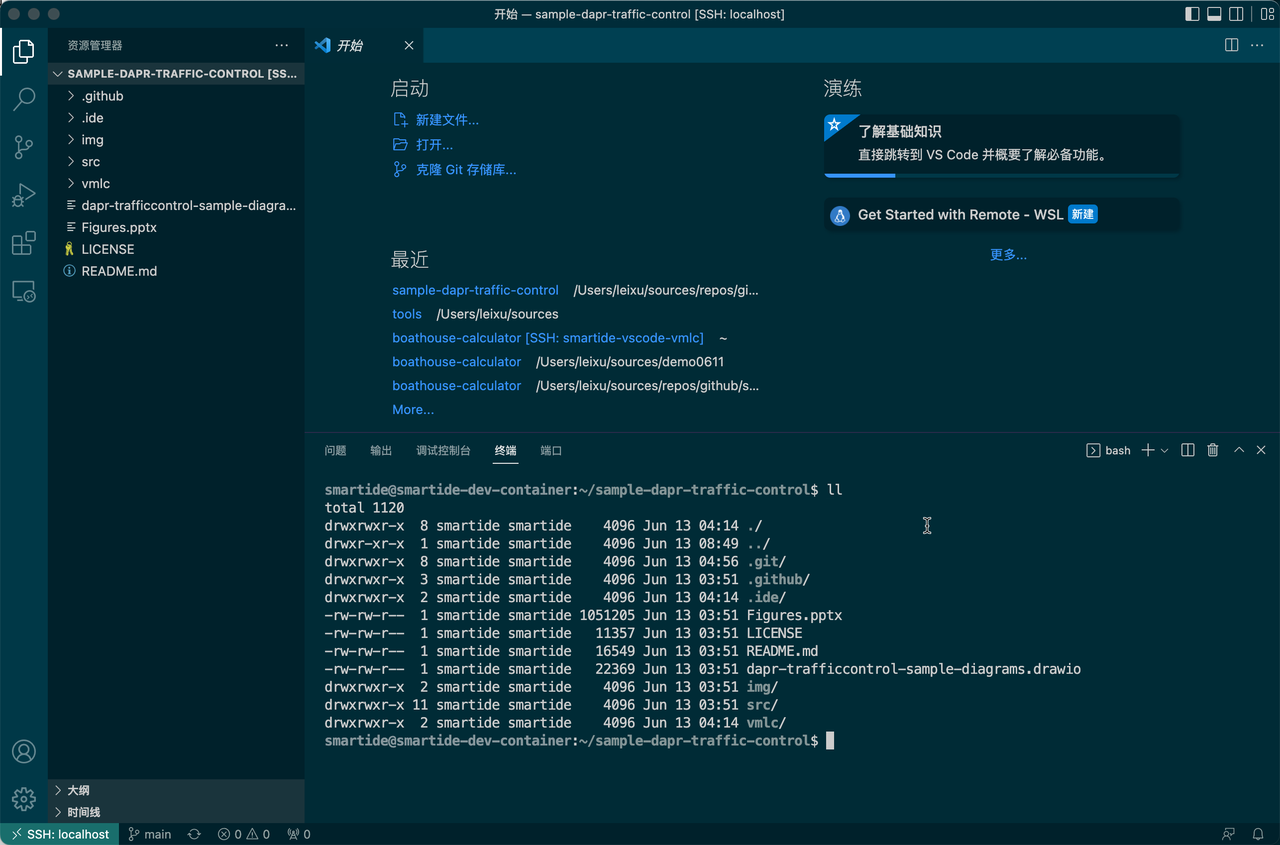 开始 — sample-dapr-traffic-control [SSH: localhost]
资源管理器
SAMPLE-DAPR-TRAFFIC-CONTROL [SS...
.github
.ide
img
src
vmlc
dapr-trafficcontrol-sample-diagra...
Figures.pptx
LICENSE
README.md
大纲
时间线
开始
启动
新建文件...
打开...
克隆 Git 存储库...
最近
sample-dapr-traffic-control /Users/leixu/sources/repos/gi...
tools /Users/leixu/sources
boathouse-calculator [SSH: smartide-vscode-vmlc] ~
boathouse-calculator /Users/leixu/sources/demo0611
boathouse-calculator /Users/leixu/sources/repos/github/s...
More...
演练
了解基础知识
直接跳转到 VS Code 并概要了解必备功能。
Get Started with Remote - WSL 新建
更多...
问题 输出 调试控制台 终端 端口
bash
smartide@smartide-dev-container:~/sample-dapr-traffic-control$ ll
total 1120
drwxrwxr-x 8 smartide smartide 4096 Jun 13 04:14 ./
drwxr-xr-x 1 smartide smartide 4096 Jun 13 08:49 ../
drwxrwxr-x 8 smartide smartide 4096 Jun 13 04:56 .git/
drwxrwxr-x 3 smartide smartide 4096 Jun 13 03:51 .github/
drwxrwxr-x 2 smartide smartide 4096 Jun 13 04:14 .ide/
-rw-rw-r-- 1 smartide smartide 1051205 Jun 13 03:51 Figures.pptx
-rw-rw-r-- 1 smartide smartide 11357 Jun 13 03:51 LICENSE
-rw-rw-r-- 1 smartide smartide 16549 Jun 13 03:51 README.md
-rw-rw-r-- 1 smartide smartide 22369 Jun 13 03:51 dapr-trafficcontrol-sample-diagrams.drawio
drwxrwxr-x 2 smartide smartide 4096 Jun 13 03:51 img/
drwxrwxr-x 11 smartide smartide 4096 Jun 13 03:51 src/
drwxrwxr-x 2 smartide smartide 4096 Jun 13 04:14 vmlc/
smartide@smartide-dev-container:~/sample-dapr-traffic-control$
SSH: localhost main 0 0 0